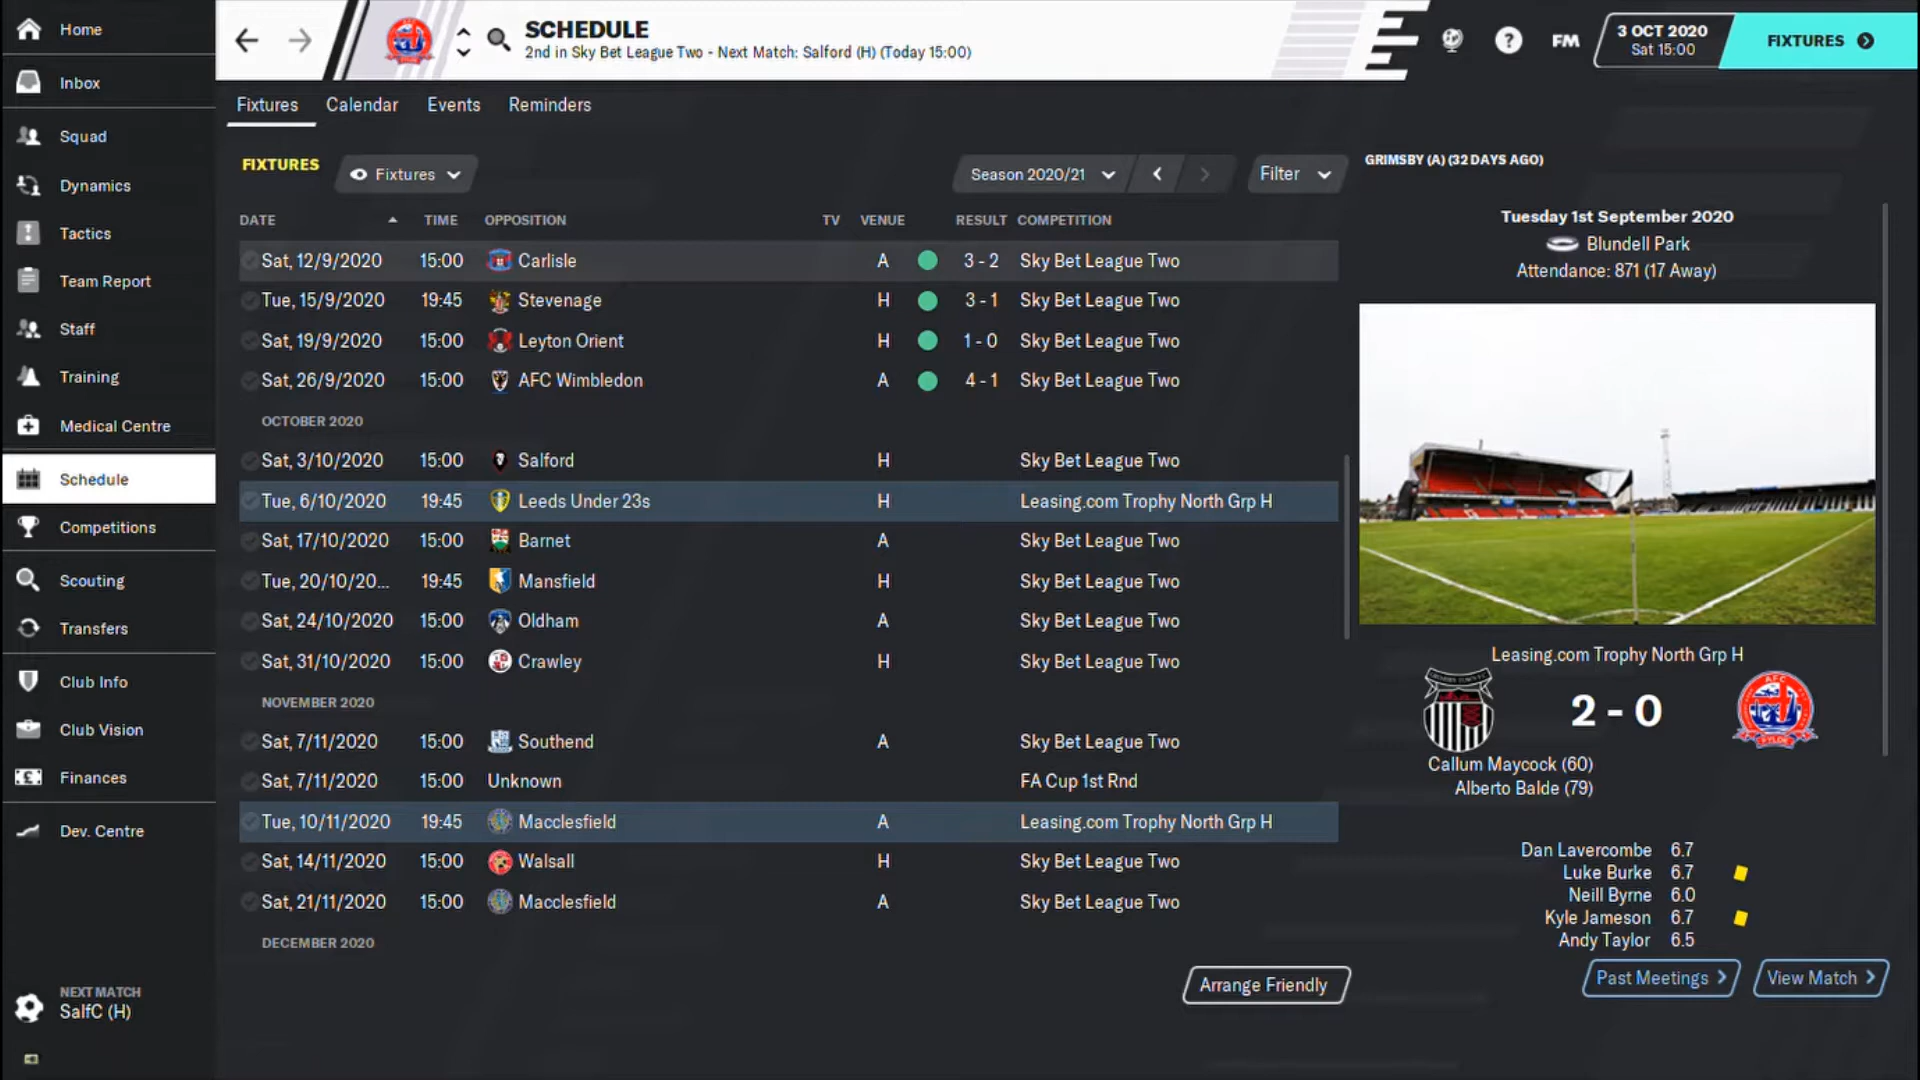 Home
Inbox
Squad
Dynamics
Tactics
Team Report
Staff
Training
Medical Centre
Schedule
Competitions
Scouting
Transfers
Club Info
Club Vision
Finances
Dev. Centre
NEXT MATCH
SalfC (H)
SCHEDULE
2nd in Sky Bet League Two - Next Match: Salford (H) (Today 15:00)
?
FM
3 OCT 2020
Sat 15:00
FIXTURES
Fixtures Calendar Events Reminders
FIXTURES
Fixtures
Season 2020/21
Filter
DATE TIME OPPOSITION TV VENUE RESULT COMPETITION
Sat, 12/9/2020 15:00 Carlisle A 3 - 2 Sky Bet League Two
Tue, 15/9/2020 19:45 Stevenage H 3 - 1 Sky Bet League Two
Sat, 19/9/2020 15:00 Leyton Orient H 1 - 0 Sky Bet League Two
Sat, 26/9/2020 15:00 AFC Wimbledon A 4 - 1 Sky Bet League Two
OCTOBER 2020
Sat, 3/10/2020 15:00 Salford H Sky Bet League Two
Tue, 6/10/2020 19:45 Leeds Under 23s H Leasing.com Trophy North Grp H
Sat, 17/10/2020 15:00 Barnet A Sky Bet League Two
Tue, 20/10/20... 19:45 Mansfield H Sky Bet League Two
Sat, 24/10/2020 15:00 Oldham A Sky Bet League Two
Sat, 31/10/2020 15:00 Crawley H Sky Bet League Two
NOVEMBER 2020
Sat, 7/11/2020 15:00 Southend A Sky Bet League Two
Sat, 7/11/2020 15:00 Unknown FA Cup 1st Rnd
Tue, 10/11/2020 19:45 Macclesfield A Leasing.com Trophy North Grp H
Sat, 14/11/2020 15:00 Walsall H Sky Bet League Two
Sat, 21/11/2020 15:00 Macclesfield A Sky Bet League Two
DECEMBER 2020
Arrange Friendly
GRIMSBY (A) (32 DAYS AGO)
Tuesday 1st September 2020
Blundell Park
Attendance: 871 (17 Away)
Leasing.com Trophy North Grp H
2 - 0
Callum Maycock (60)
Alberto Balde (79)
Dan Lavercombe 6.7
Luke Burke 6.7
Neill Byrne 6.0
Kyle Jameson 6.7
Andy Taylor 6.5
Past Meetings
View Match